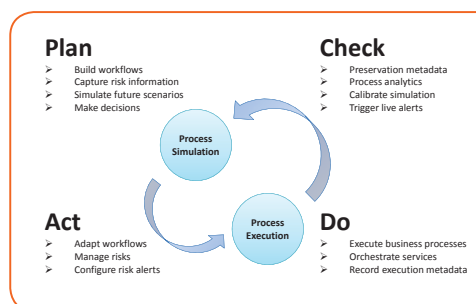 Plan
➢ Build workflows
➢ Capture risk information
➢ Simulate future scenarios
➢ Make decisions
Check
➢ Preservation metadata
➢ Process analytics
➢ Calibrate simulation
➢ Trigger live alerts
Process
Simulation
Process
Execution
Act
➢ Adapt workflows
➢ Manage risks
➢ Configure risk alerts
Do
➢ Execute business processes
➢ Orchestrate services
➢ Record execution metadata